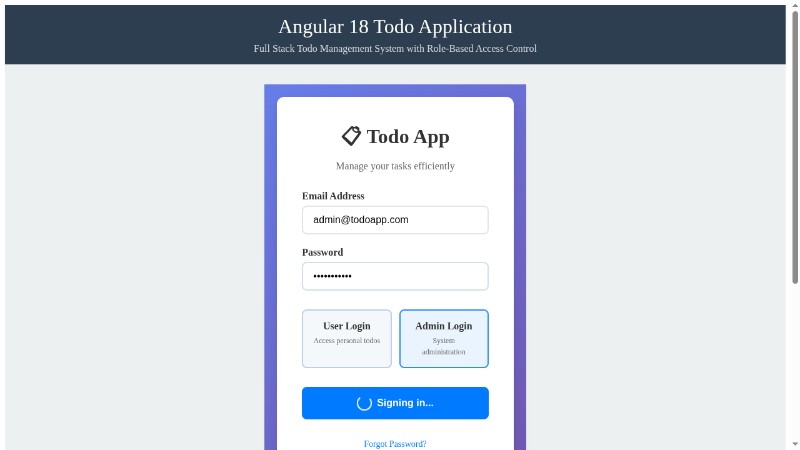 Angular 18 Todo Application
Full Stack Todo Management System with Role-Based Access Control
Todo App
Manage your tasks efficiently
Email Address
admin@todoapp.com
Password
•••••••••••
User Login
Access personal todos
Admin Login
System
administration
Signing in...
Forgot Password?